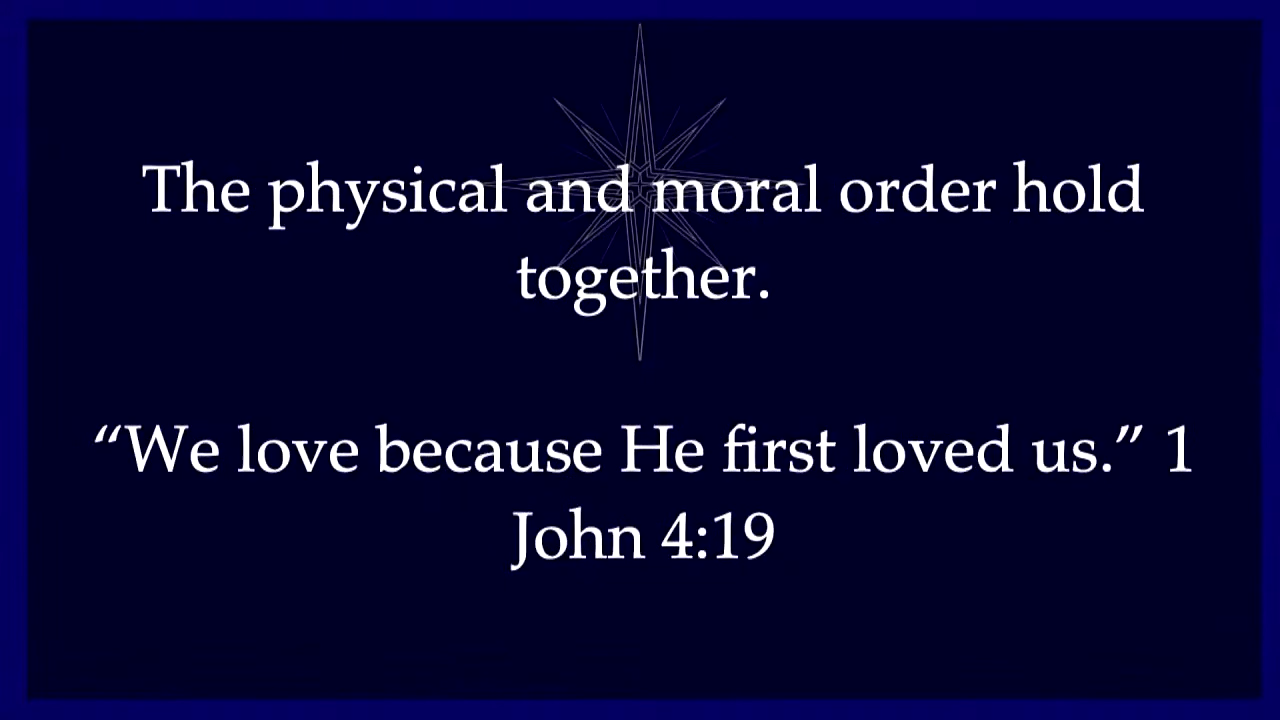 The physical and moral order hold
together.
“We love because He first loved us.” 1
John 4:19